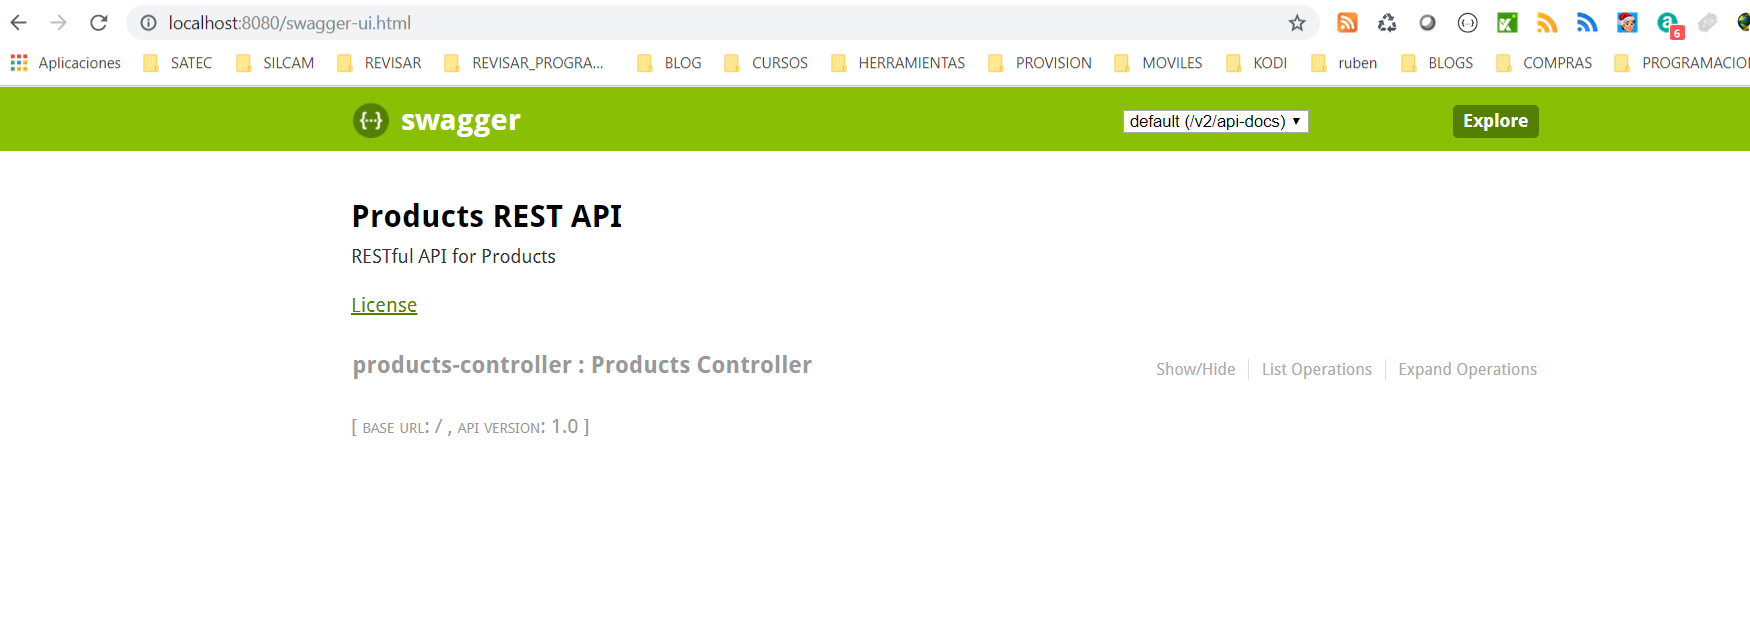 localhost:8080/swagger-ui.html
6
Aplicaciones SATEC SILCAM REVISAR REVISAR_PROGRA... BLOG CURSOS HERRAMIENTAS PROVISION MOVILES KODI ruben BLOGS COMPRAS PROGRAMACIO
{···} swagger default (/v2/api-docs) Explore
Products REST API
RESTful API for Products
License
products-controller : Products Controller Show/Hide List Operations Expand Operations
[ BASE URL: / , API VERSION: 1.0 ]